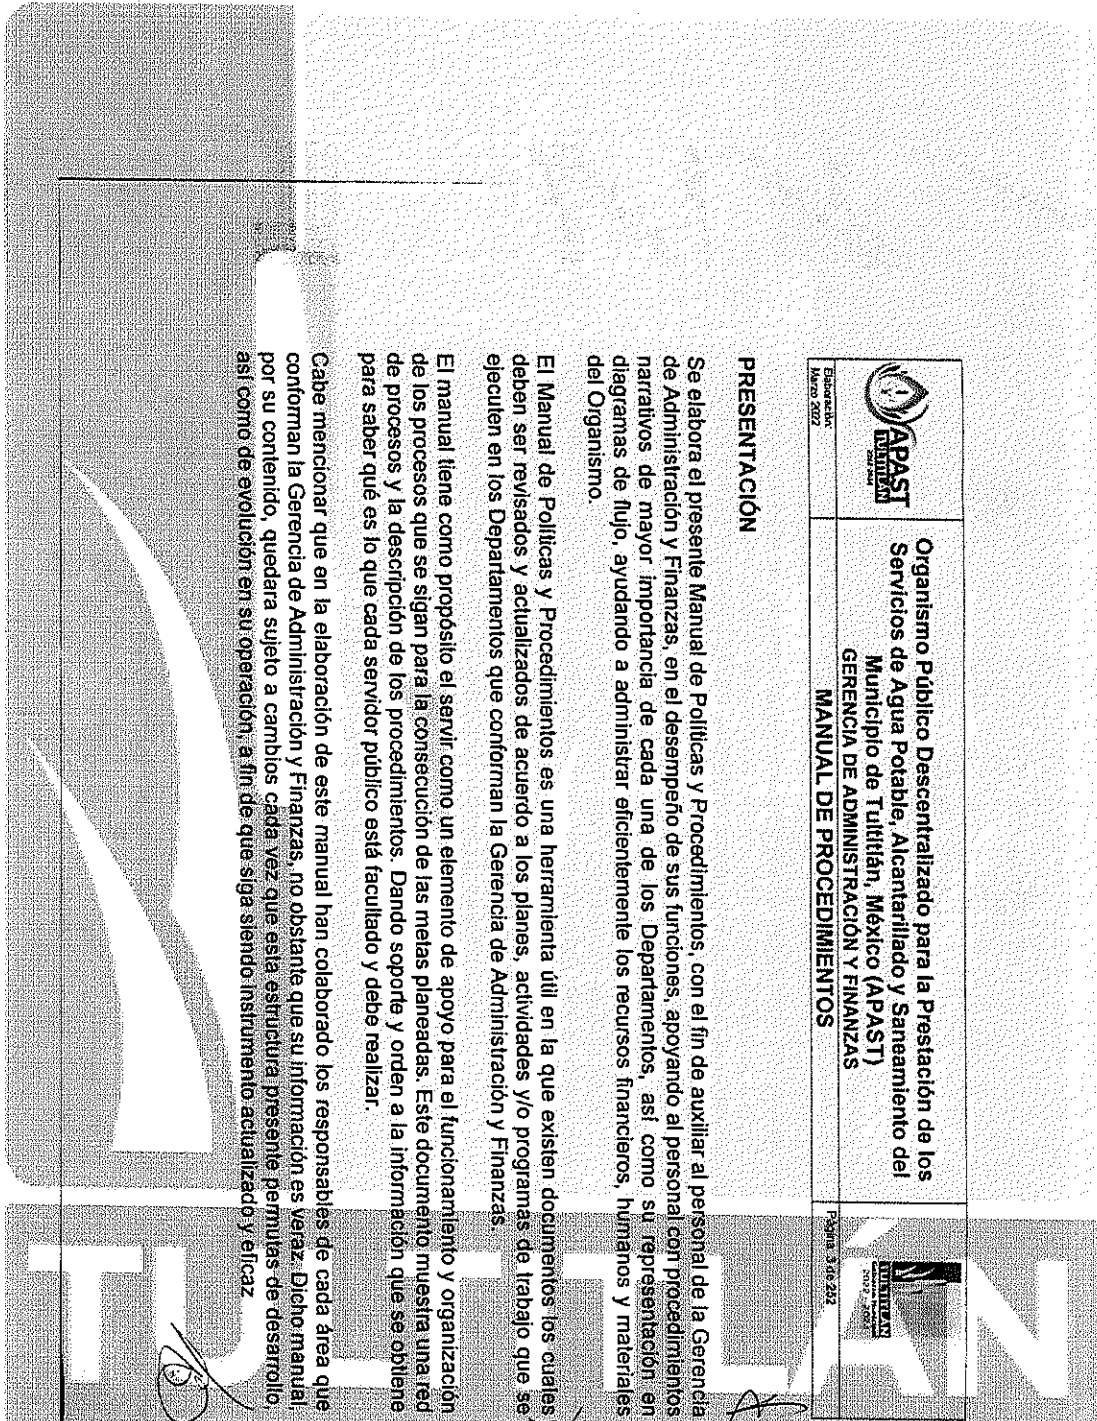 APAST
TULTITLÁN
2022-2024
Organismo Público Descentralizado para la Prestación de los
Servicios de Agua Potable, Alcantarillado y Saneamiento del
Municipio de Tultitlán, México (APAST)
GERENCIA DE ADMINISTRACIÓN Y FINANZAS
TULTITLÁN
2022 - 2024
Elaboración:
Marzo 2022
MANUAL DE PROCEDIMIENTOS
Página 3 de 252
PRESENTACIÓN
Se elabora el presente Manual de Políticas y Procedimientos, con el fin de auxiliar al personal de la Gerencia
de Administración y Finanzas, en el desempeño de sus funciones, apoyando al personal con procedimientos
narrativos de mayor importancia de cada una de los Departamentos, así como su representación en
diagramas de flujo, ayudando a administrar eficientemente los recursos financieros, humanos y materiales
del Organismo.
El Manual de Políticas y Procedimientos es una herramienta útil en la que existen documentos los cuales
deben ser revisados y actualizados de acuerdo a los planes, actividades y/o programas de trabajo que se
ejecuten en los Departamentos que conforman la Gerencia de Administración y Finanzas
El manual tiene como propósito el servir como un elemento de apoyo para el funcionamiento y organización
de los procesos que se sigan para la consecución de las metas planeadas. Este documento muestra una red
de procesos y la descripción de los procedimientos. Dando soporte y orden a la información que se obtiene
para saber qué es lo que cada servidor público está facultado y debe realizar.
Cabe mencionar que en la elaboración de este manual han colaborado los responsables de cada área que
conforman la Gerencia de Administración y Finanzas, no obstante que su información es veraz. Dicho manual,
por su contenido, quedara sujeto a cambios cada vez que esta estructura presente permutas de desarrollo,
así como de evolución en su operación, a fin de que siga siendo instrumento actualizado y eficaz
TULTITLÁN